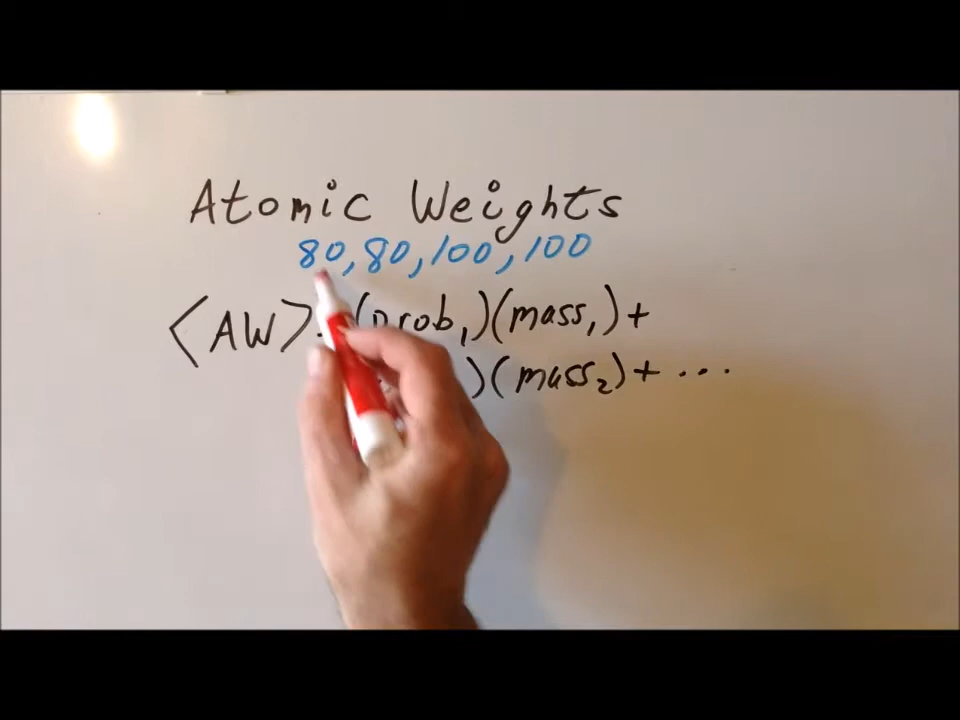 Atomic Weights
80, 80, 100, 100
<AW> (prob₁)(mass₁) +
)(mass₂) + ...